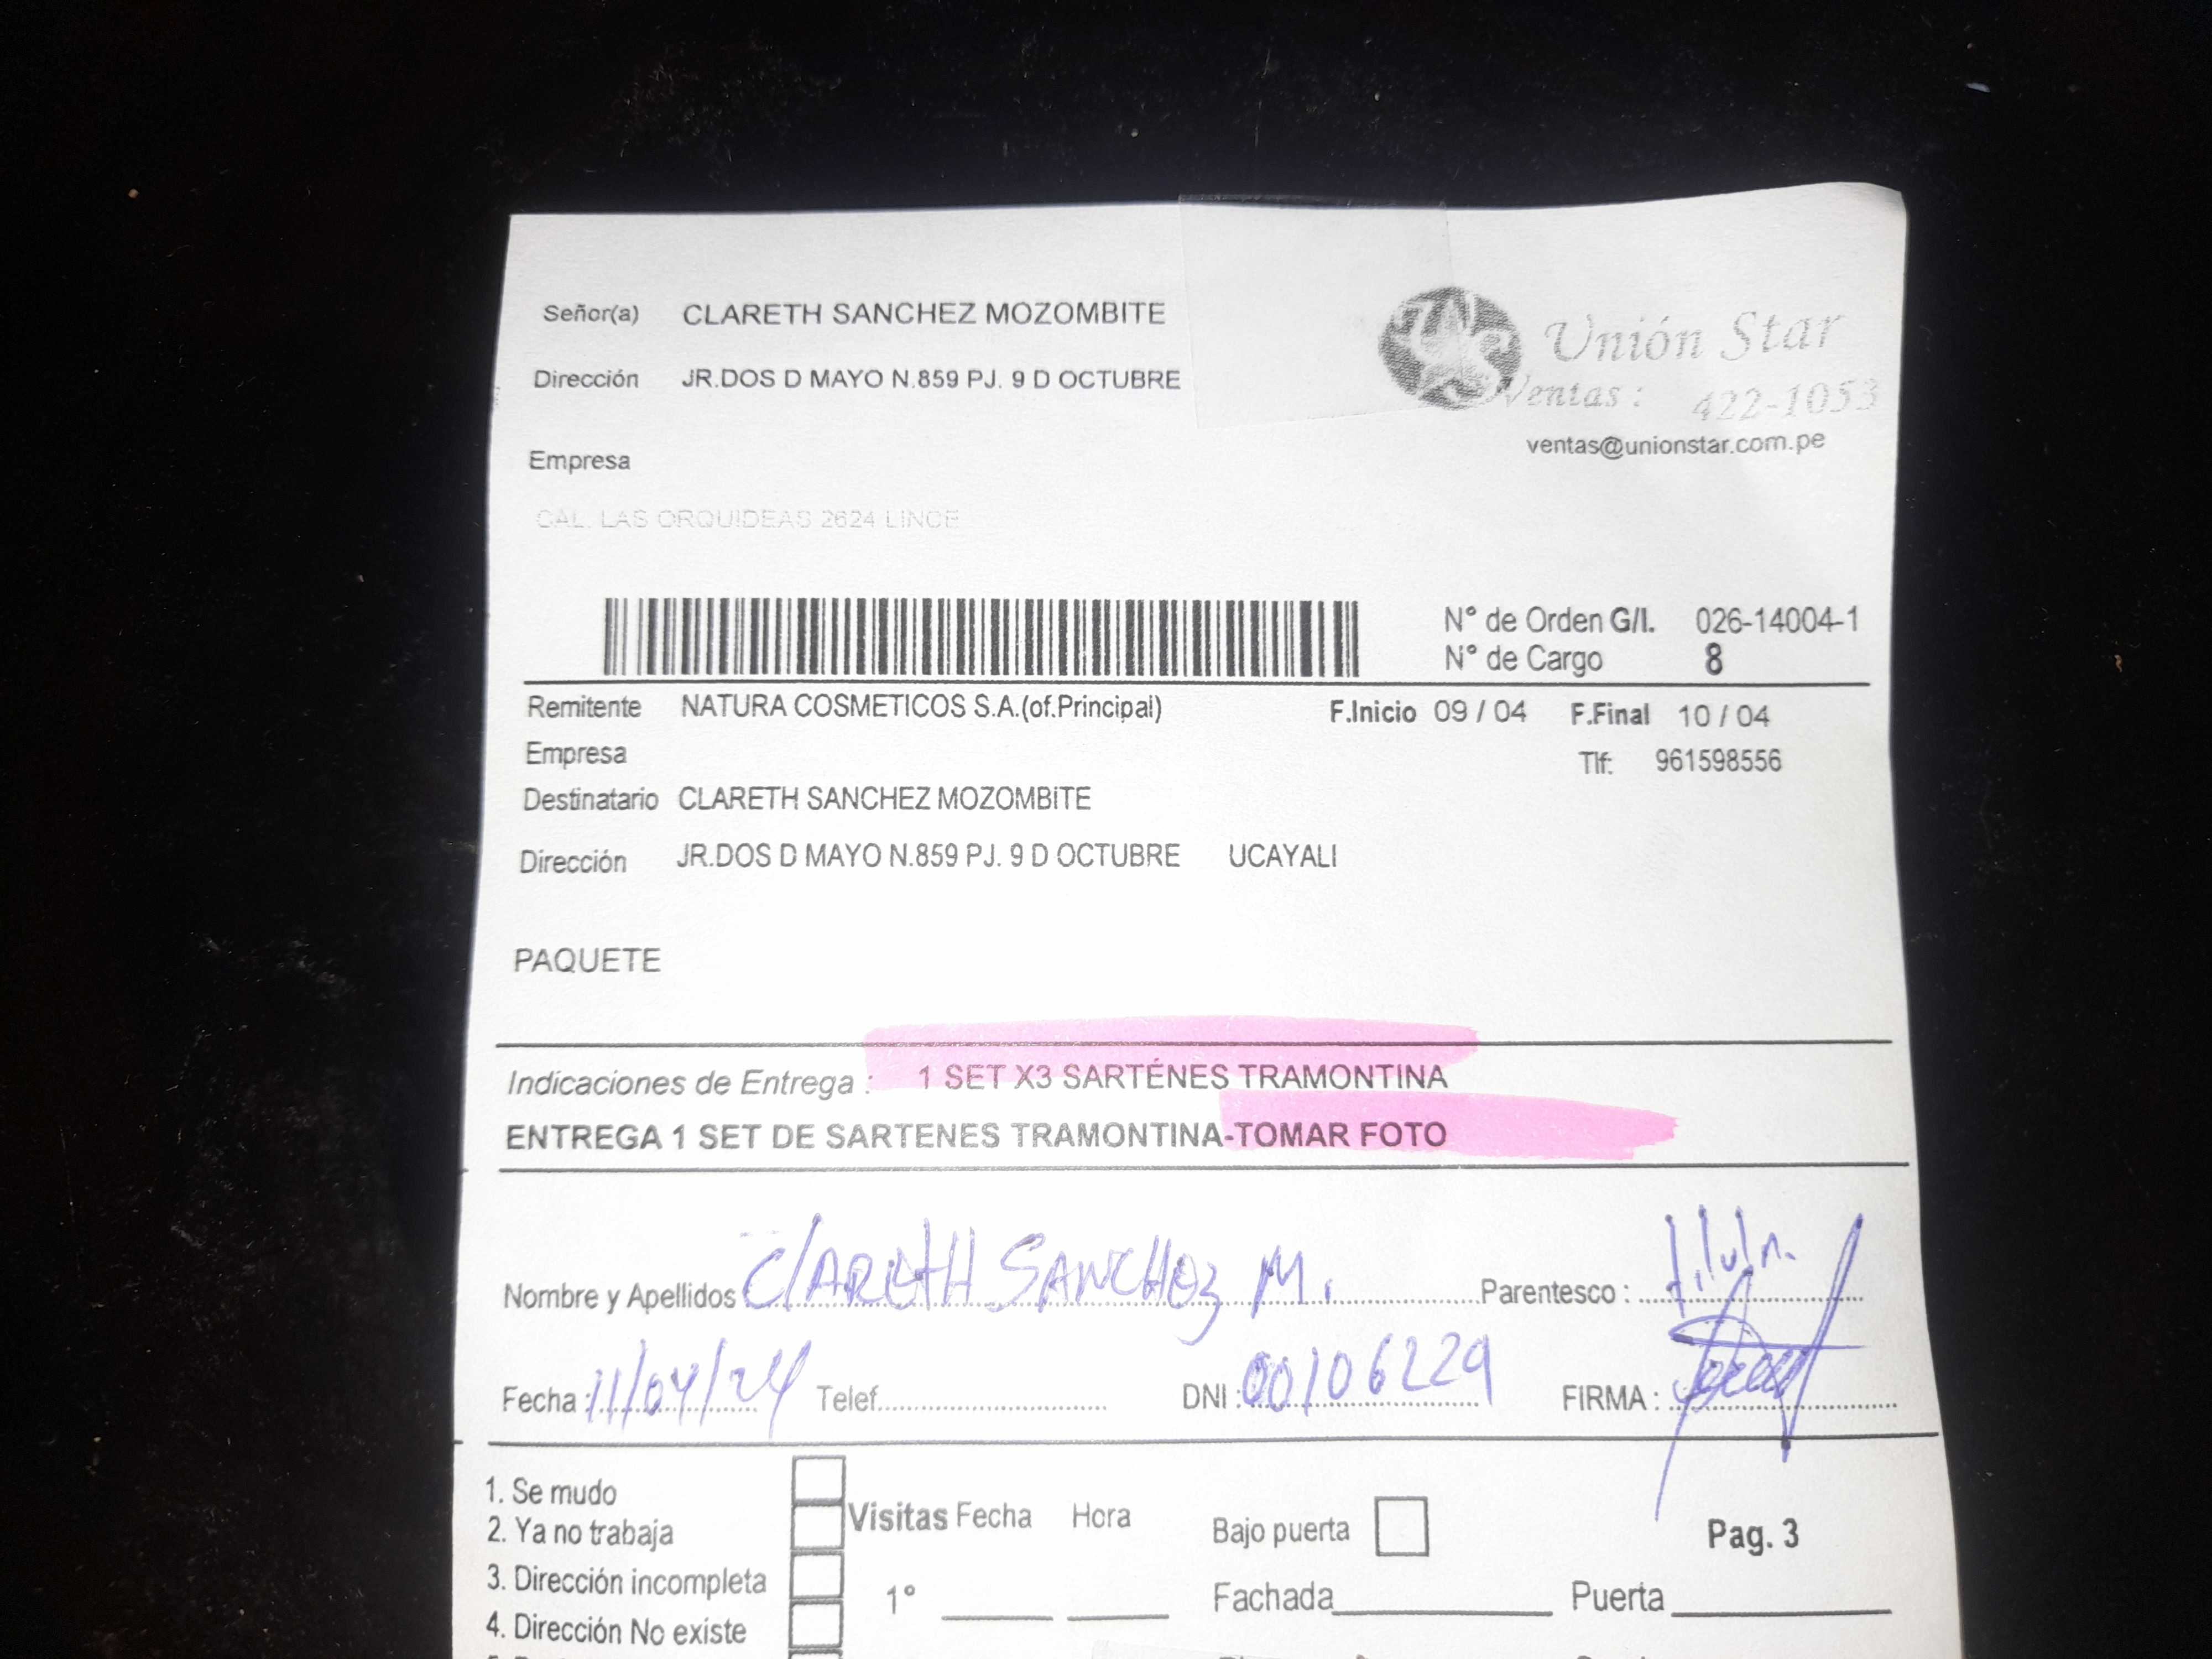 Señor(a) CLARETH SANCHEZ MOZOMBITE
Unión Star
Dirección JR.DOS D MAYO N.859 PJ. 9 D OCTUBRE
Ventas: 422-1053
ventas@unionstar.com.pe
Empresa
CAL. LAS ORQUIDEAS 2624 LINCE
N° de Orden G/I. 026-14004-1
N° de Cargo 8
Remitente NATURA COSMETICOS S.A.(of.Principal) F.Inicio 09 / 04 F.Final 10 / 04
Empresa Tlf: 961598556
Destinatario CLARETH SANCHEZ MOZOMBITE
Dirección JR.DOS D MAYO N.859 PJ. 9 D OCTUBRE UCAYALI
PAQUETE
Indicaciones de Entrega : 1 SET X3 SARTÉNES TRAMONTINA
ENTREGA 1 SET DE SARTENES TRAMONTINA-TOMAR FOTO
Nombre y Apellidos CLARETH SANCHEZ M. Parentesco :
Fecha : 11/04/24 Telef. DNI : 00106229 FIRMA :
1. Se mudo
2. Ya no trabaja
Visitas Fecha Hora Bajo puerta Pag. 3
3. Dirección incompleta
1° Fachada Puerta
4. Dirección No existe